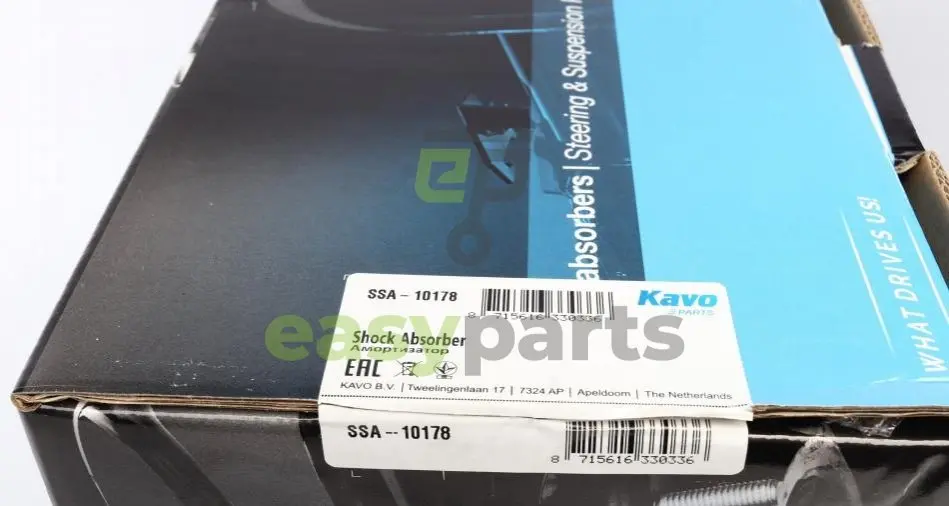 absorbers | Steering & Suspension
WHAT DRIVES US!
SSA-10178
8 715616 330336
Kavo
PARTS
easyparts
Shock Absorber
Амортизатор
EAC
KAVO B.V. | Tweelingenlaan 17 | 7324 AP | Apeldoorn | The Netherlands
SSA--10178
8 715616 330336